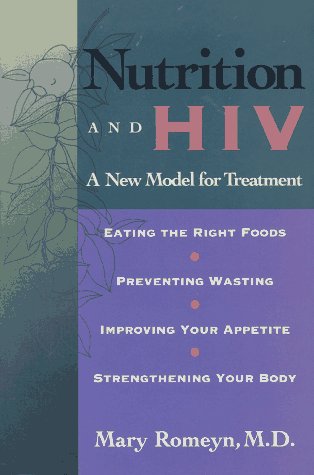 Nutrition
AND HIV
A New Model for Treatment
EATING THE RIGHT FOODS
PREVENTING WASTING
IMPROVING YOUR APPETITE
STRENGTHENING YOUR BODY
Mary Romeyn, M.D.